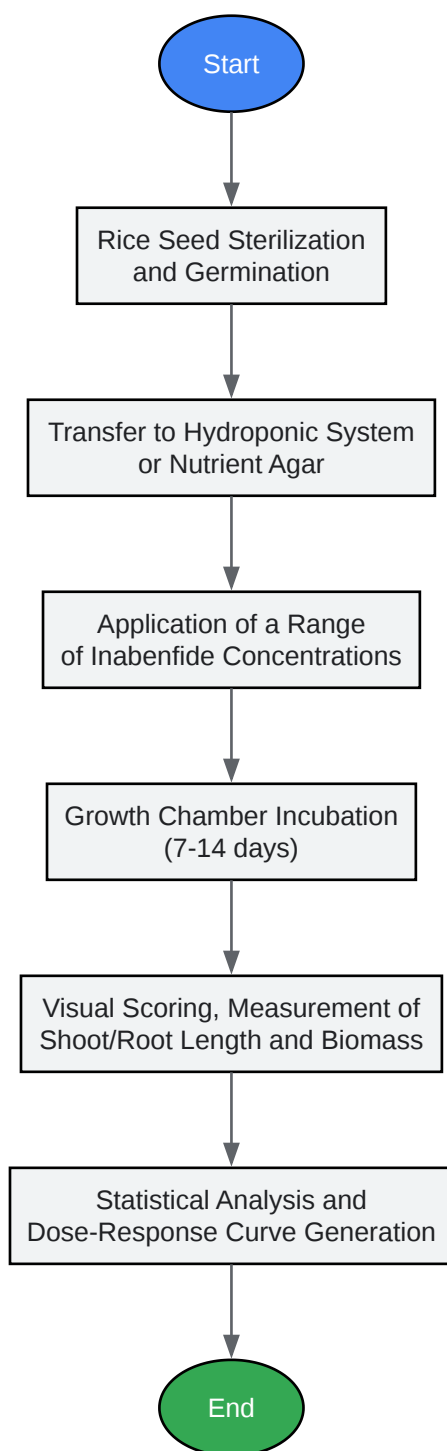 Start
Rice Seed Sterilization
and Germination
Transfer to Hydroponic System
or Nutrient Agar
Application of a Range
of Inabenfide Concentrations
Growth Chamber Incubation
(7-14 days)
Visual Scoring, Measurement of
Shoot/Root Length and Biomass
Statistical Analysis and
Dose-Response Curve Generation
End